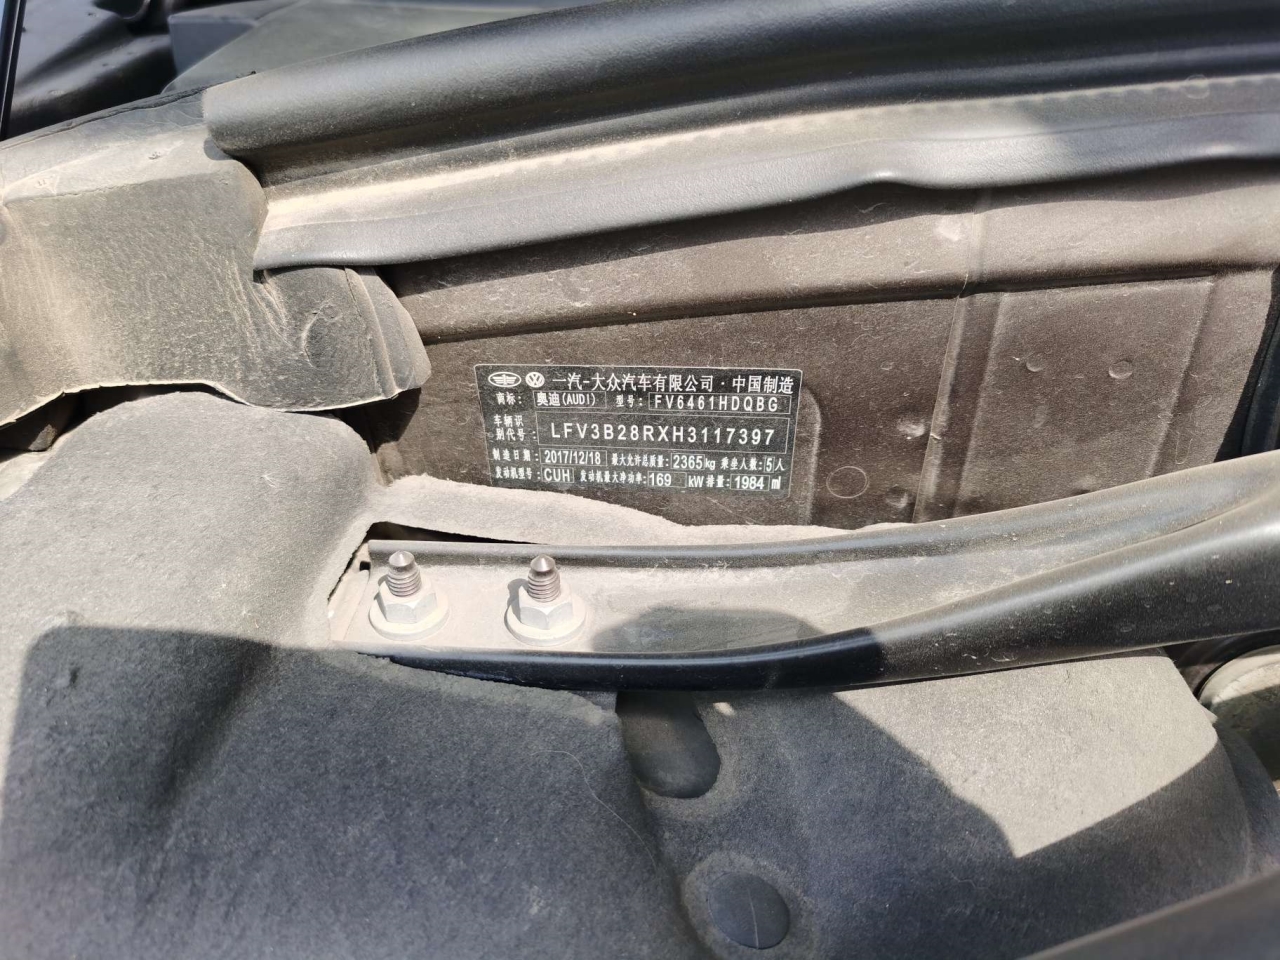 一汽-大众汽车有限公司·中国制造
商标: 奥迪(AUDI) 型号: FV6461HDQBG
车辆识别代号: LFV3B28RXH3117397
制造日期: 2017/12/18 最大允许总质量: 2365kg 乘坐人数: 5人
发动机型号: CUH 发动机最大净功率: 169 kW 排量: 1984 ml